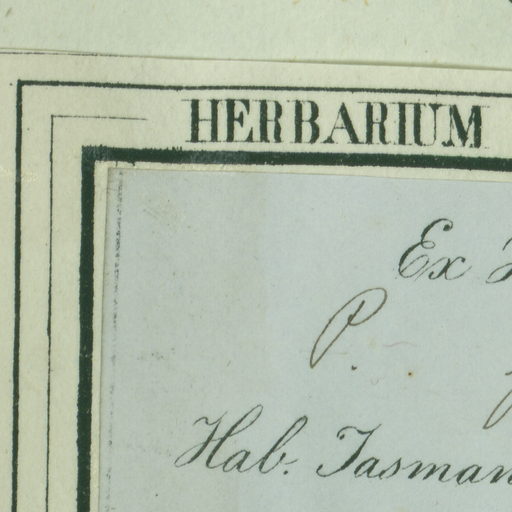 HERBARIUM
Ex
P.
Hab. Tasman